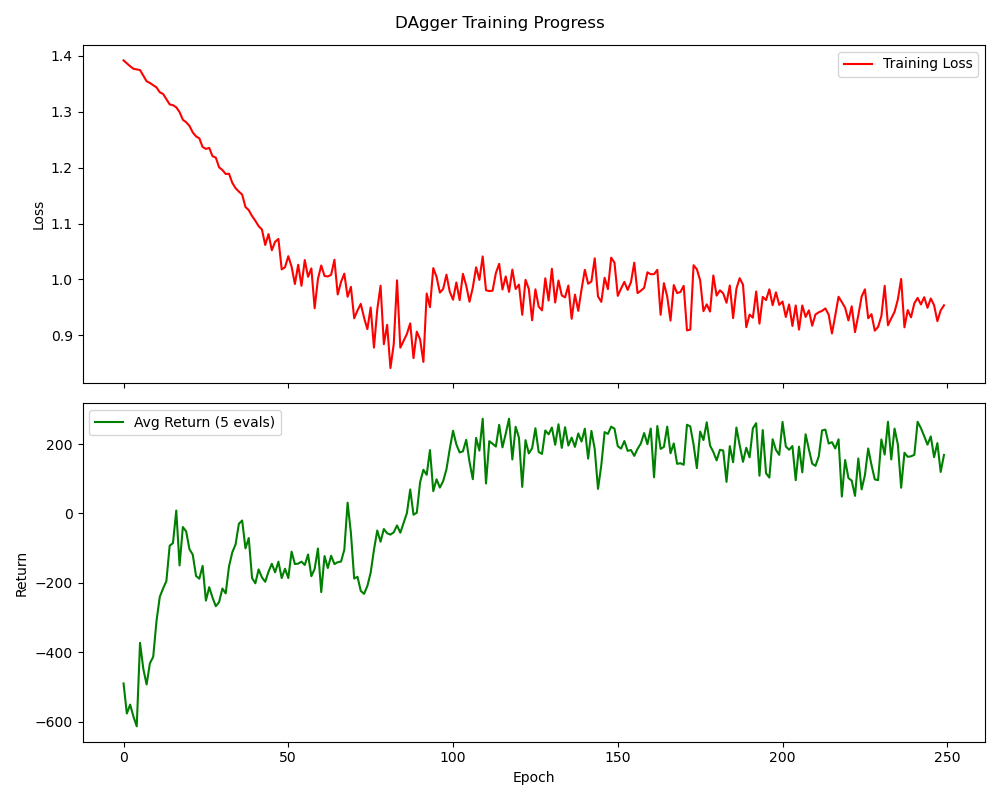 DAgger Training Progress
1.4
1.3
1.2
1.1
1.0
0.9
Loss
Training Loss
200
0
−200
−400
−600
Return
Avg Return (5 evals)
0
50
100
150
200
250
Epoch